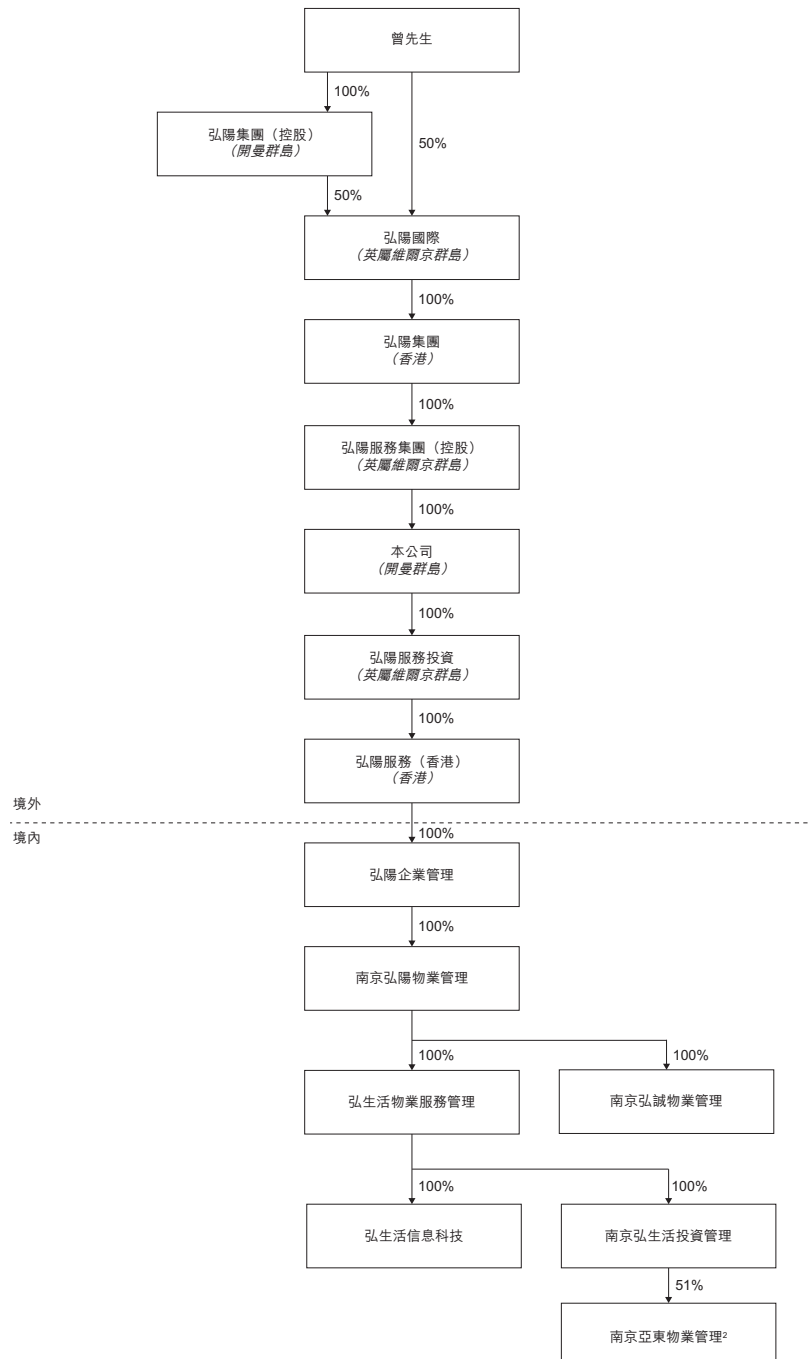 曾先生
100%
弘陽集團（控股）
（開曼群島）
50%
50%
弘陽國際
（英屬維爾京群島）
100%
弘陽集團
（香港）
100%
弘陽服務集團（控股）
（英屬維爾京群島）
100%
本公司
（開曼群島）
100%
弘陽服務投資
（英屬維爾京群島）
100%
弘陽服務（香港）
（香港）
境外
境內
100%
弘陽企業管理
100%
南京弘陽物業管理
100%
100%
弘生活物業服務管理
南京弘誠物業管理
100%
100%
弘生活信息科技
南京弘生活投資管理
51%
南京亞東物業管理²